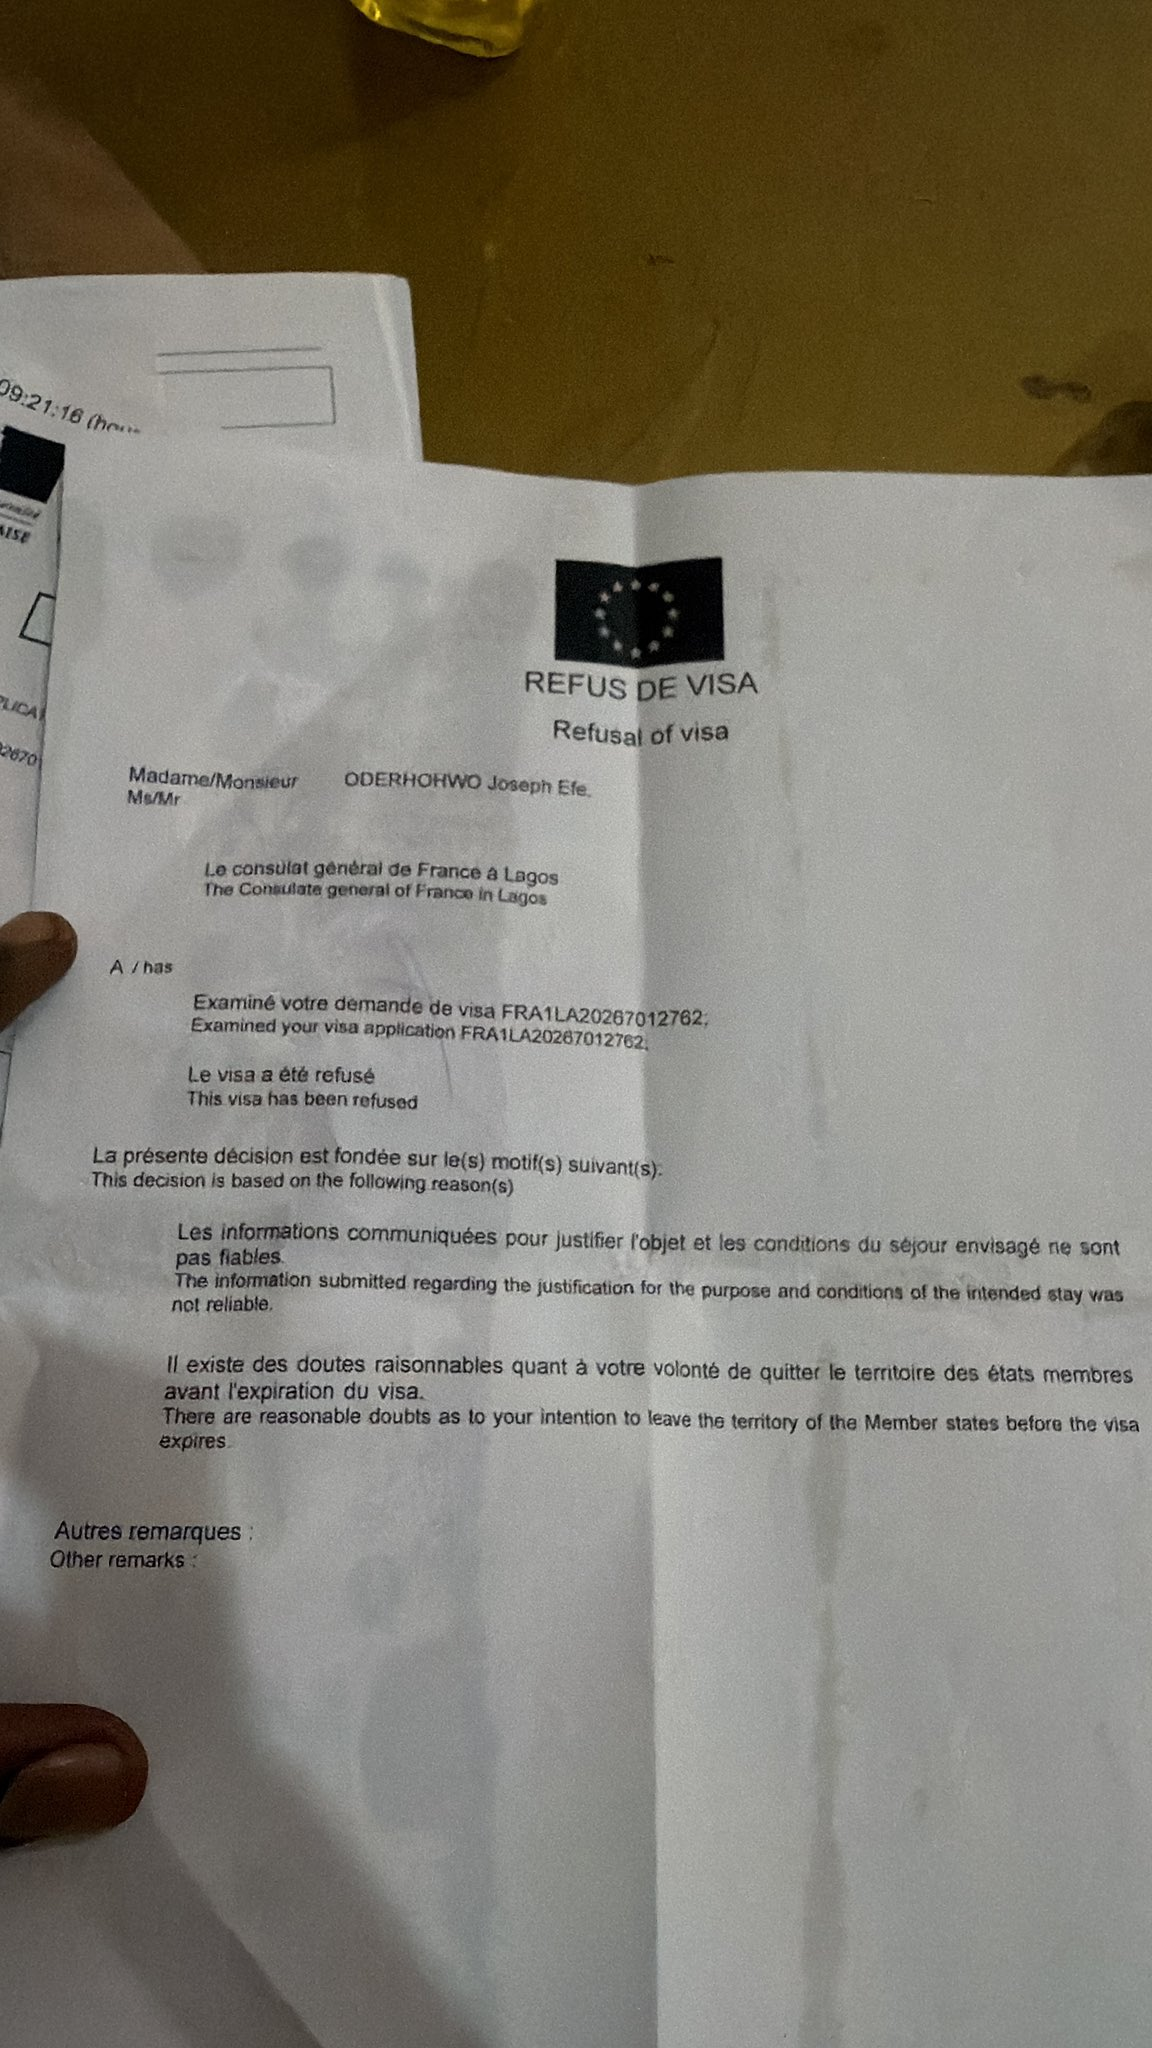 09:21:16
REFUS DE VISA
Refusal of visa
Madame/Monsieur ODERHOHWO Joseph Efe.
Ms/Mr
Le consulat général de France à Lagos
The Consulate general of France in Lagos
A / has
Examiné votre demande de visa FRA1LA20267012762;
Examined your visa application FRA1LA20267012762;
Le visa a été refusé
This visa has been refused
La présente décision est fondée sur le(s) motif(s) suivant(s):
This decision is based on the following reason(s)
Les informations communiquées pour justifier l'objet et les conditions du séjour envisagé ne sont
pas fiables.
The information submitted regarding the justification for the purpose and conditions of the intended stay was
not reliable.
Il existe des doutes raisonnables quant à votre volonté de quitter le territoire des états membres
avant l'expiration du visa.
There are reasonable doubts as to your intention to leave the territory of the Member states before the visa
expires.
Autres remarques :
Other remarks :